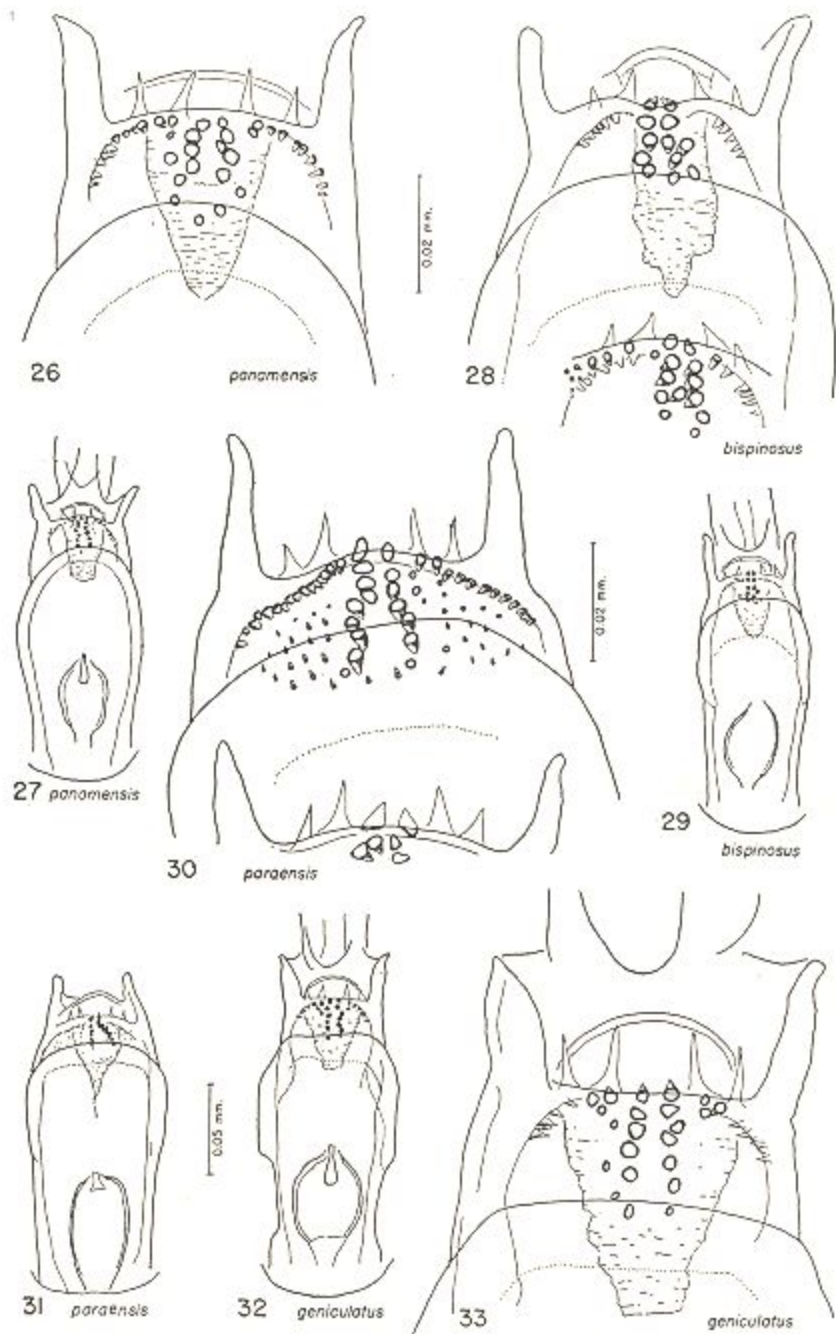 26
panamensis
0.02 mm.
28
bispinosus
27 panamensis
0.02 mm.
30
paraensis
29
bispinosus
0.05 mm.
31 paraensis
32 geniculatus
33
geniculatus